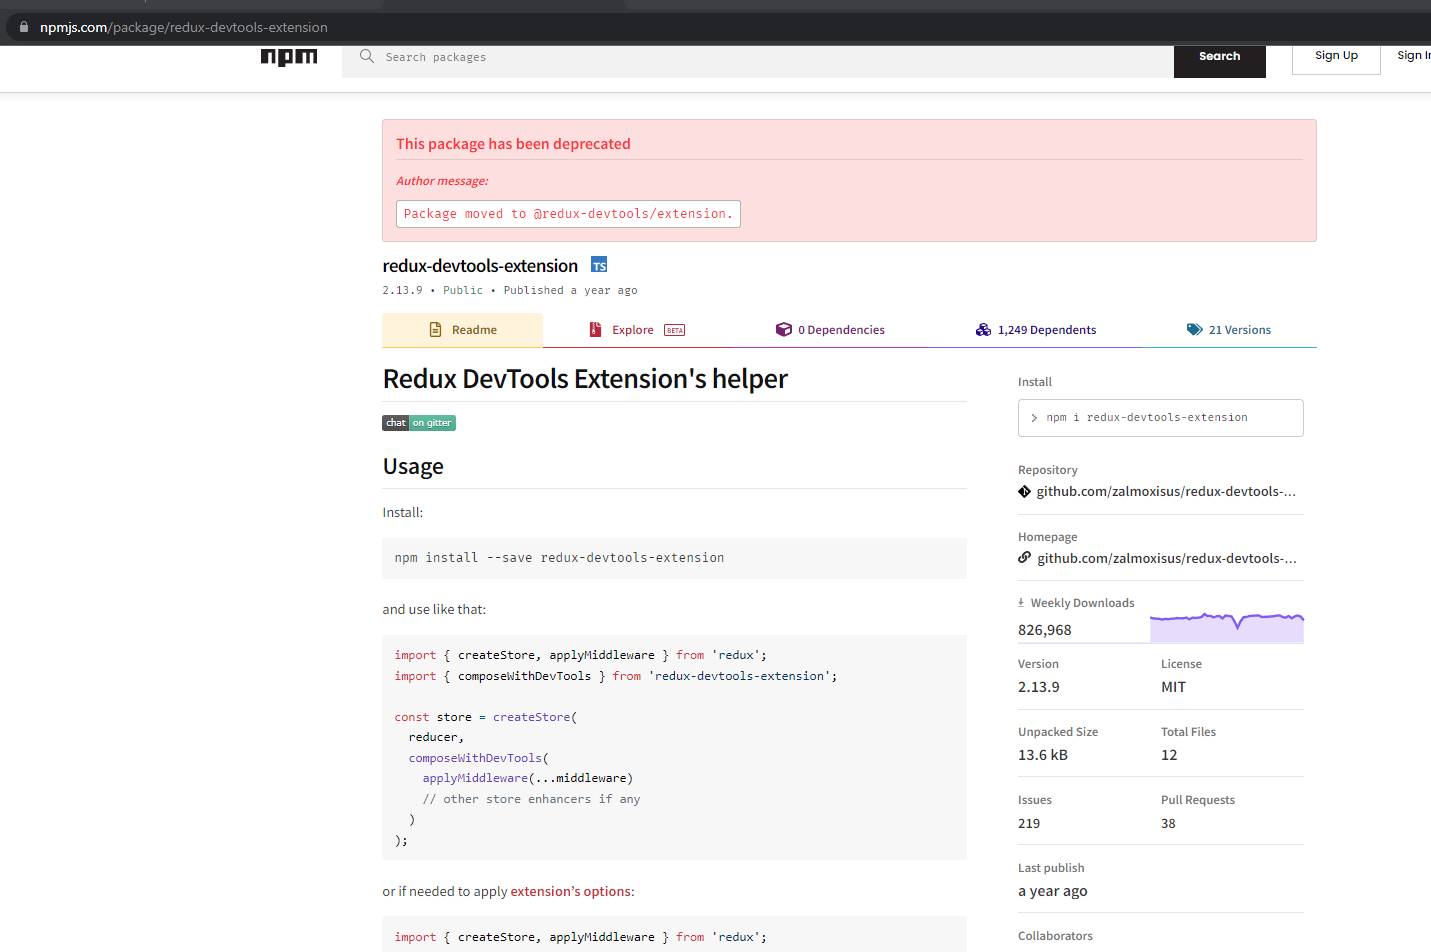 npmjs.com/package/redux-devtools-extension
npm
Search packages
Search
Sign Up
Sign In
This package has been deprecated
Author message:
Package moved to @redux-devtools/extension.
redux-devtools-extension TS
2.13.9 • Public • Published a year ago
Readme
Explore BETA
0 Dependencies
1,249 Dependents
21 Versions
Redux DevTools Extension's helper
chat on gitter
Usage
Install:
npm install --save redux-devtools-extension
and use like that:
import { createStore, applyMiddleware } from 'redux';
import { composeWithDevTools } from 'redux-devtools-extension';
const store = createStore(
reducer,
composeWithDevTools(
applyMiddleware(...middleware)
// other store enhancers if any
)
);
or if needed to apply extension's options:
import { createStore, applyMiddleware } from 'redux';
Install
> npm i redux-devtools-extension
Repository
github.com/zalmoxisus/redux-devtools-...
Homepage
github.com/zalmoxisus/redux-devtools-...
Weekly Downloads
826,968
Version
2.13.9
License
MIT
Unpacked Size
13.6 kB
Total Files
12
Issues
219
Pull Requests
38
Last publish
a year ago
Collaborators